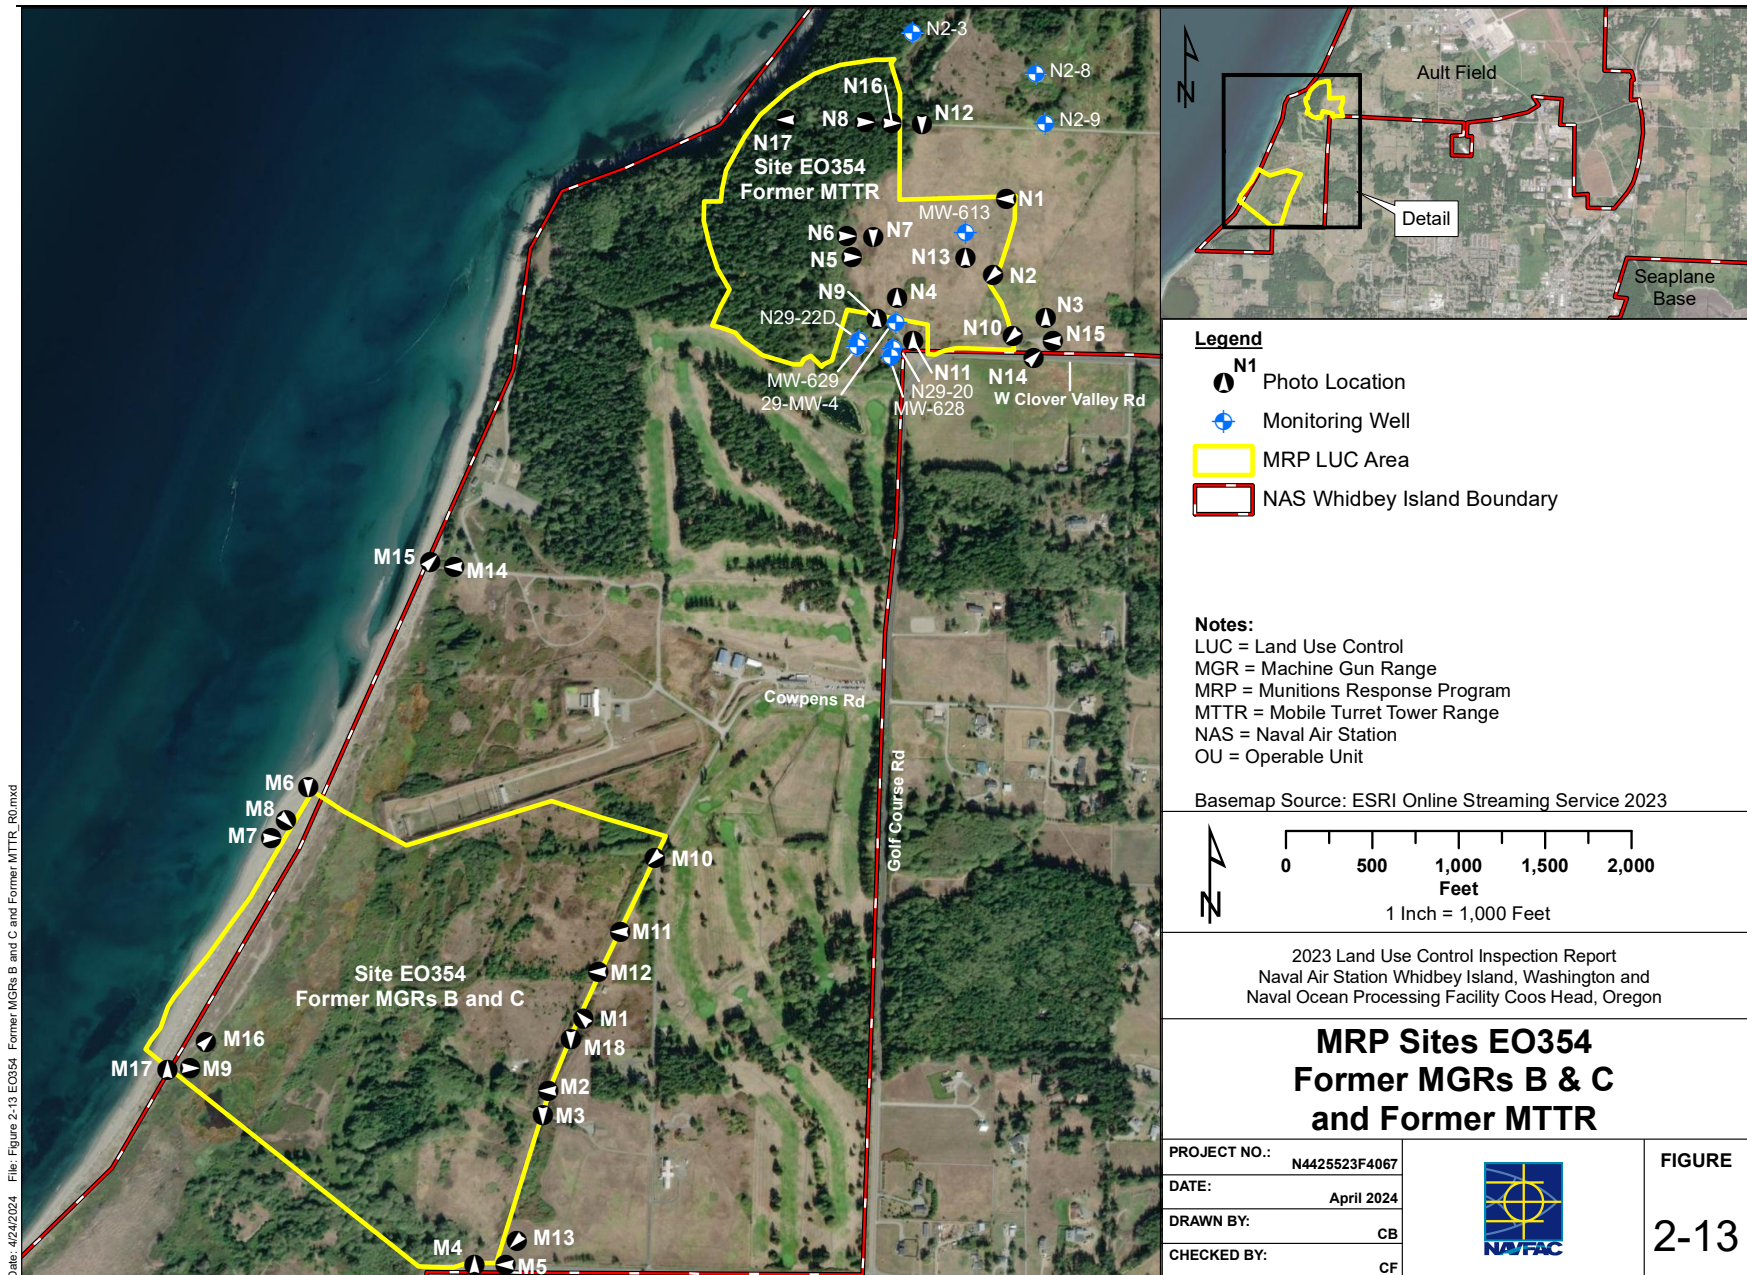 N2-3
N2-8
N16
N8
N12
N2-9
N17
Site EO354
Former MTTR
N1
MW-613
N6
N7
N5
N13
N2
N9
N4
N3
N29-22D
N10
N15
MW-629
N11
N14
29-MW-4
N29-20
MW-628
W Clover Valley Rd
M15
M14
Cowpens Rd
Golf Course Rd
M6
M8
M7
M10
M11
M12
Site EO354
Former MGRs B and C
M1
M18
M16
M17
M9
M2
M3
M13
M4
M5
Date: 4/24/2024 File: Figure 2-13 EO354 Former MGRs B and C and Former MTTR_R0.mxd
N
Ault Field
Detail
Seaplane
Base
Legend
N1 Photo Location
Monitoring Well
MRP LUC Area
NAS Whidbey Island Boundary
Notes:
LUC = Land Use Control
MGR = Machine Gun Range
MRP = Munitions Response Program
MTTR = Mobile Turret Tower Range
NAS = Naval Air Station
OU = Operable Unit
Basemap Source: ESRI Online Streaming Service 2023
N
0 500 1,000 1,500 2,000
Feet
1 Inch = 1,000 Feet
2023 Land Use Control Inspection Report
Naval Air Station Whidbey Island, Washington and
Naval Ocean Processing Facility Coos Head, Oregon
MRP Sites EO354
Former MGRs B & C
and Former MTTR
PROJECT NO.: N4425523F4067
DATE: April 2024
DRAWN BY: CB
CHECKED BY: CF
NAVFAC
FIGURE
2-13